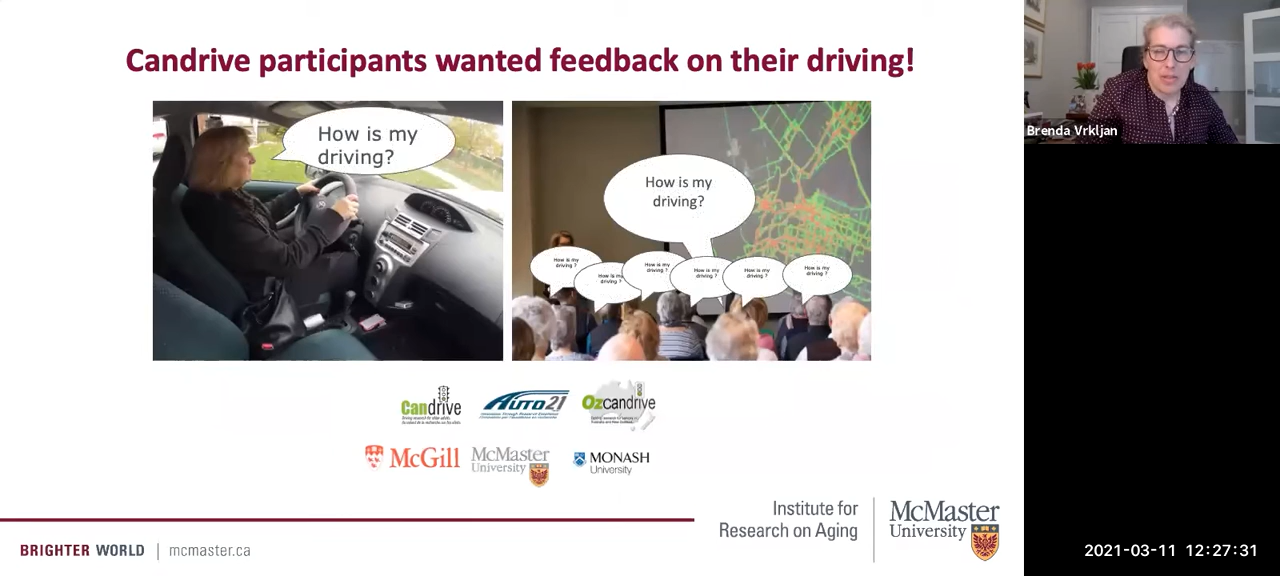 Candrive participants wanted feedback on their driving!
How is my
driving?
How is my
driving?
How is my
driving ?
How is my
driving ?
How is my
driving ?
How is my
driving ?
How is my
driving ?
How is my
driving ?
Candrive
AUTO21
Ozcandrive
McGill
McMaster
University
MONASH
University
Institute for
Research on Aging
McMaster
University
BRIGHTER WORLD | mcmaster.ca
Brenda Vrkljan
2021-03-11 12:27:31